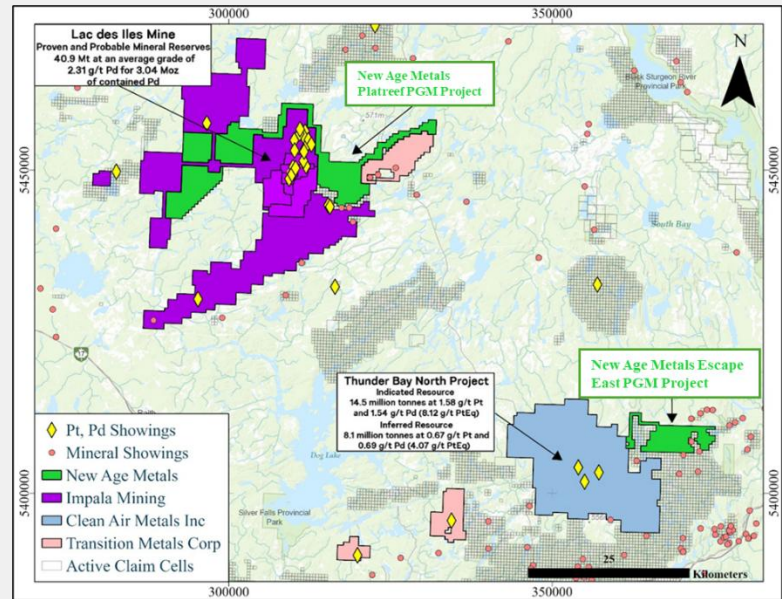 300000
350000
Lac des Iles Mine
Proven and Probable Mineral Reserves
40.9 Mt at an average grade of
2.31 g/t Pd for 3.04 Moz
of contained Pd
New Age Metals
Platreef PGM Project
N
Black Sturgeon River
Provincial Park
571m
5450000
5450000
South Bay
17
New Age Metals Escape
East PGM Project
Thunder Bay North Project
Indicated Resource
14.5 million tonnes at 1.58 g/t Pt
and 1.54 g/t Pd (8.12 g/t PtEq)
Inferred Resource
8.1 million tonnes at 0.67 g/t Pt and
0.69 g/t Pd (4.07 g/t PtEq)
Dog Lake
Silver Falls Provincial
Park
5400000
5400000
Pt, Pd Showings
Mineral Showings
New Age Metals
Impala Mining
Clean Air Metals Inc
Transition Metals Corp
Active Claim Cells
25
Kilometers
300000
350000